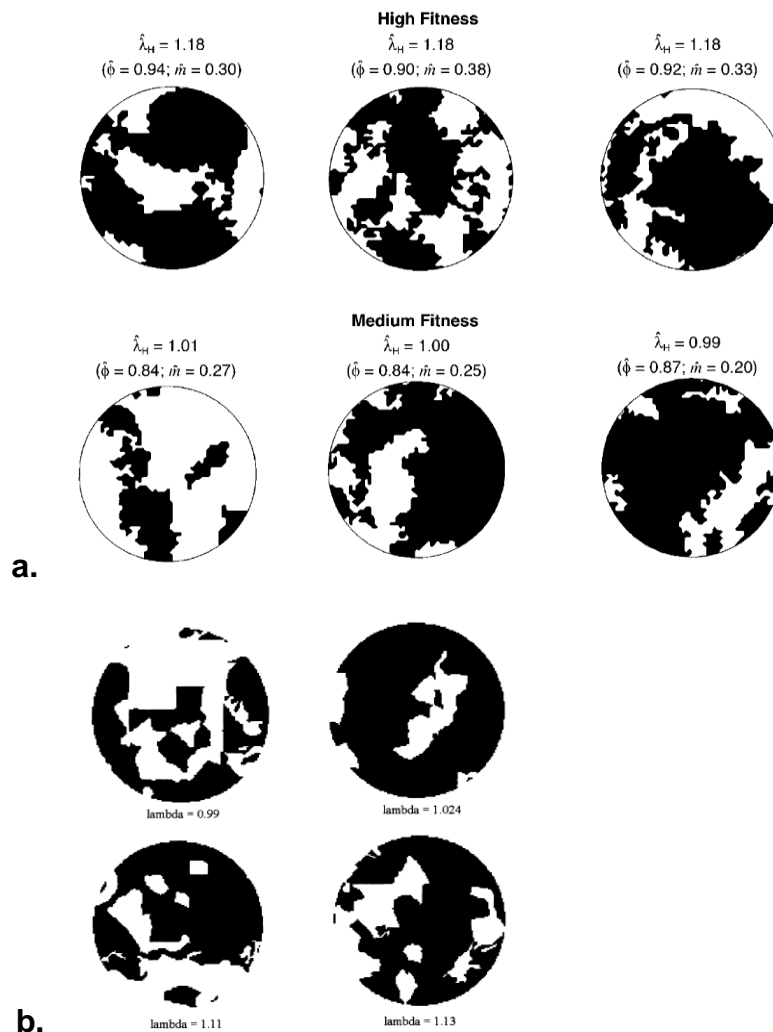 High Fitness
λ̂H = 1.18
(ϕ̂ = 0.94; m̂ = 0.30)
λ̂H = 1.18
(ϕ̂ = 0.90; m̂ = 0.38)
λ̂H = 1.18
(ϕ̂ = 0.92; m̂ = 0.33)
Medium Fitness
λ̂H = 1.01
(ϕ̂ = 0.84; m̂ = 0.27)
λ̂H = 1.00
(ϕ̂ = 0.84; m̂ = 0.25)
λ̂H = 0.99
(ϕ̂ = 0.87; m̂ = 0.20)
a.
lambda = 0.99
lambda = 1.024
lambda = 1.11
lambda = 1.13
b.